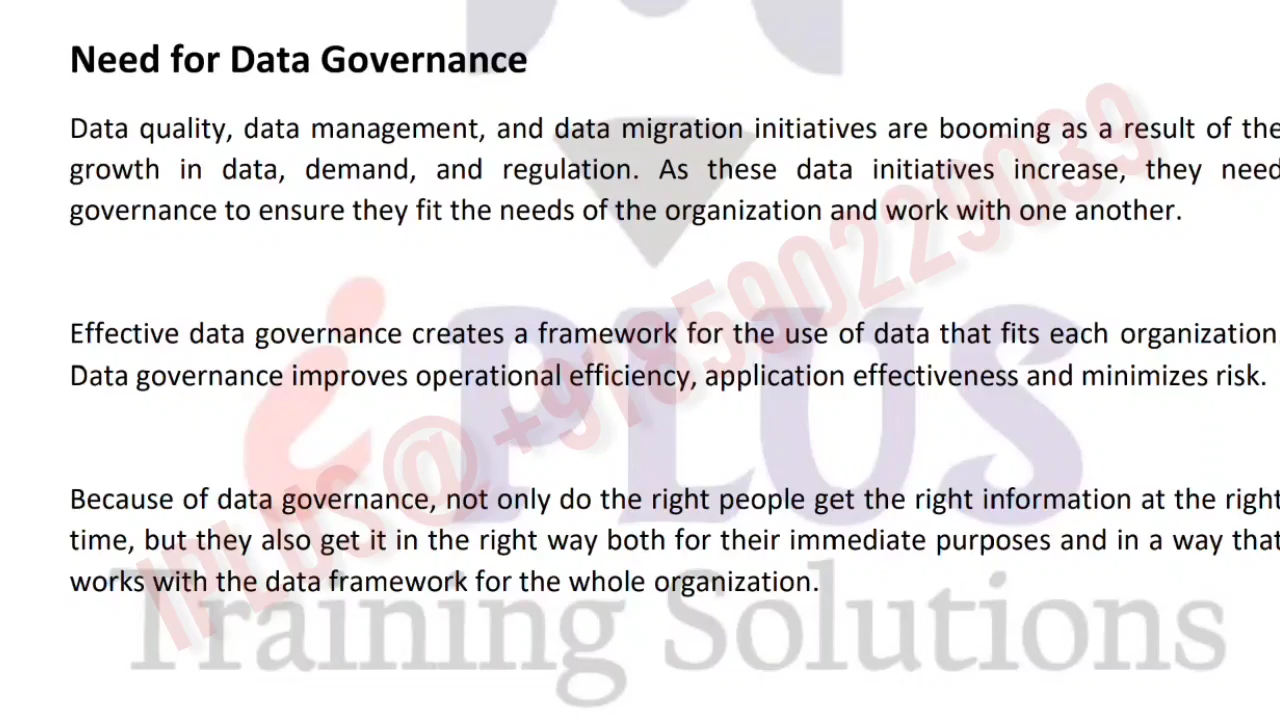 Need for Data Governance
Data quality, data management, and data migration initiatives are booming as a result of the
growth in data, demand, and regulation. As these data initiatives increase, they need
governance to ensure they fit the needs of the organization and work with one another.
Effective data governance creates a framework for the use of data that fits each organization.
Data governance improves operational efficiency, application effectiveness and minimizes risk.
Because of data governance, not only do the right people get the right information at the right
time, but they also get it in the right way both for their immediate purposes and in a way that
works with the data framework for the whole organization.
iPLUS
Training Solutions
IPLUS@+918590229039